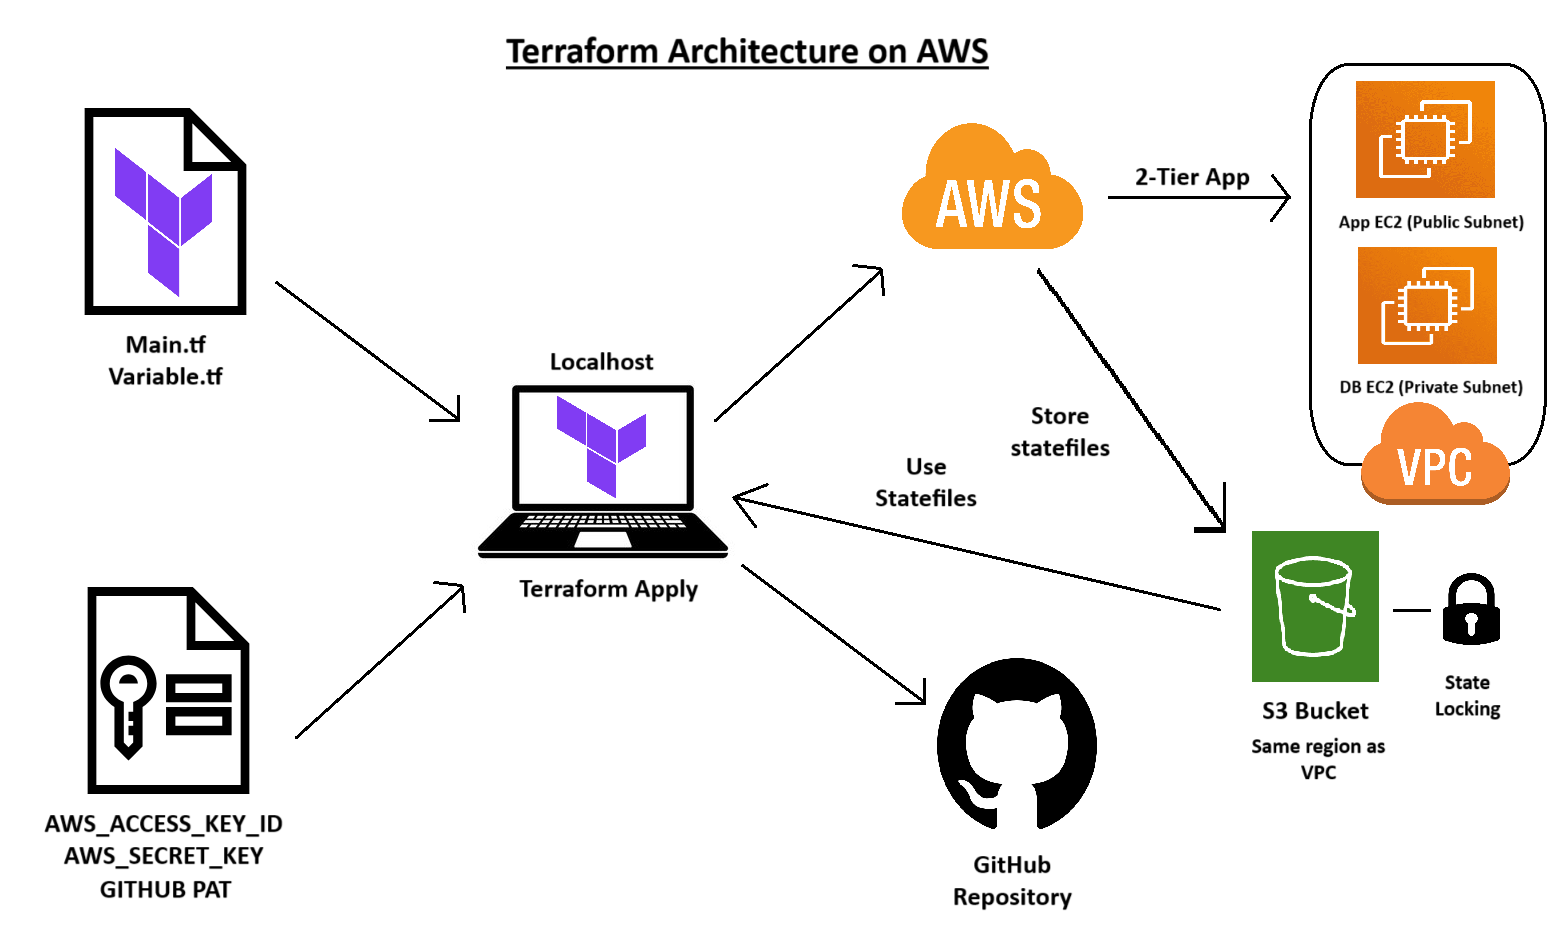 Terraform Architecture on AWS
Main.tf
Variable.tf
Localhost
Terraform Apply
AWS_ACCESS_KEY_ID
AWS_SECRET_KEY
GITHUB PAT
AWS
2-Tier App
App EC2 (Public Subnet)
DB EC2 (Private Subnet)
VPC
Store
statefiles
Use
Statefiles
S3 Bucket
Same region as
VPC
State
Locking
GitHub
Repository